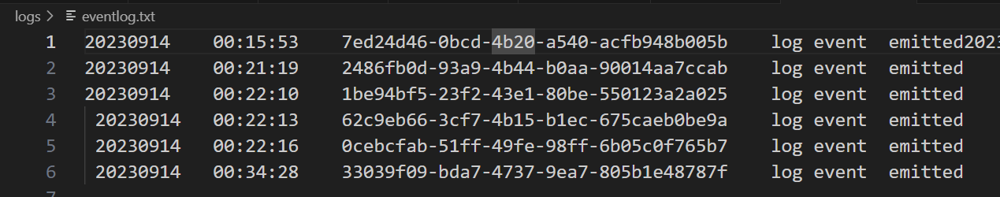 logs > eventlog.txt
1 20230914 00:15:53 7ed24d46-0bcd-4b20-a540-acfb948b005b log event emitted2023
2 20230914 00:21:19 2486fb0d-93a9-4b44-b0aa-90014aa7ccab log event emitted
3 20230914 00:22:10 1be94bf5-23f2-43e1-80be-550123a2a025 log event emitted
4 20230914 00:22:13 62c9eb66-3cf7-4b15-b1ec-675caeb0be9a log event emitted
5 20230914 00:22:16 0cebcfab-51ff-49fe-98ff-6b05c0f765b7 log event emitted
6 20230914 00:34:28 33039f09-bda7-4737-9ea7-805b1e48787f log event emitted
7